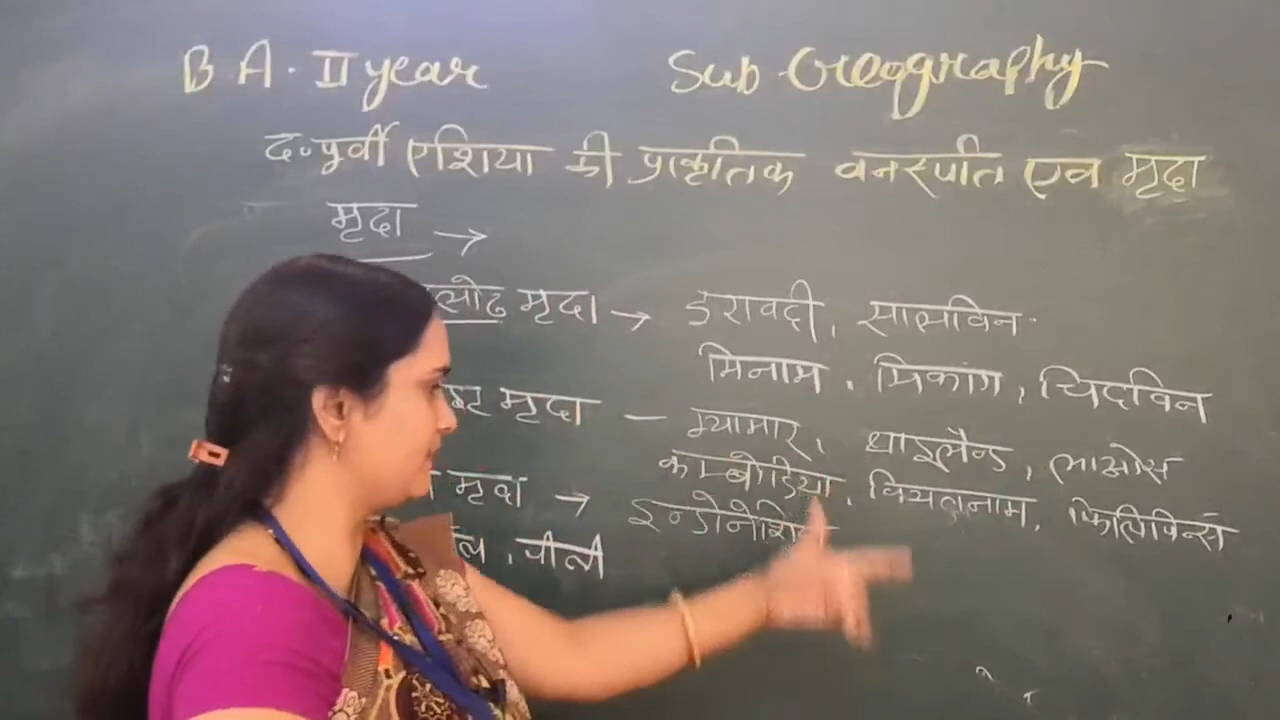 B.A. II year Sub Geography
द॰ पूर्वी एशिया की प्राकृतिक वनस्पति एवं मृदा
मृदा →
मृदा → इरावदी, सालविन
मिनाम, मिकांग, चिदविन
मृदा — म्यामार, थाइलैन्ड, लाओस
कम्बोडिया, वियतनाम, फिलिपिन्स
मृदा → इन्डोनेशिया
पीली